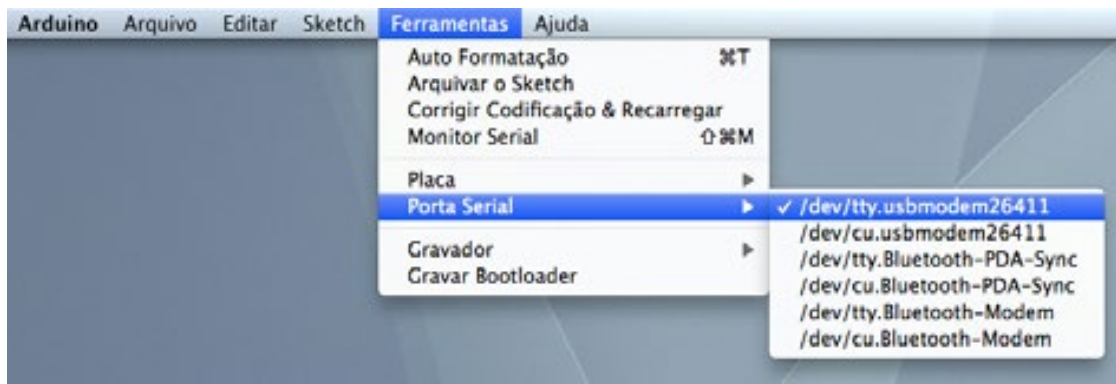 Arduino Arquivo Editar Sketch Ferramentas Ajuda
Auto Formatação ⌘T
Arquivar o Sketch
Corrigir Codificação & Recarregar
Monitor Serial ⇧⌘M
Placa
Porta Serial
Gravador
Gravar Bootloader
✓ /dev/tty.usbmodem26411
/dev/cu.usbmodem26411
/dev/tty.Bluetooth-PDA-Sync
/dev/cu.Bluetooth-PDA-Sync
/dev/tty.Bluetooth-Modem
/dev/cu.Bluetooth-Modem